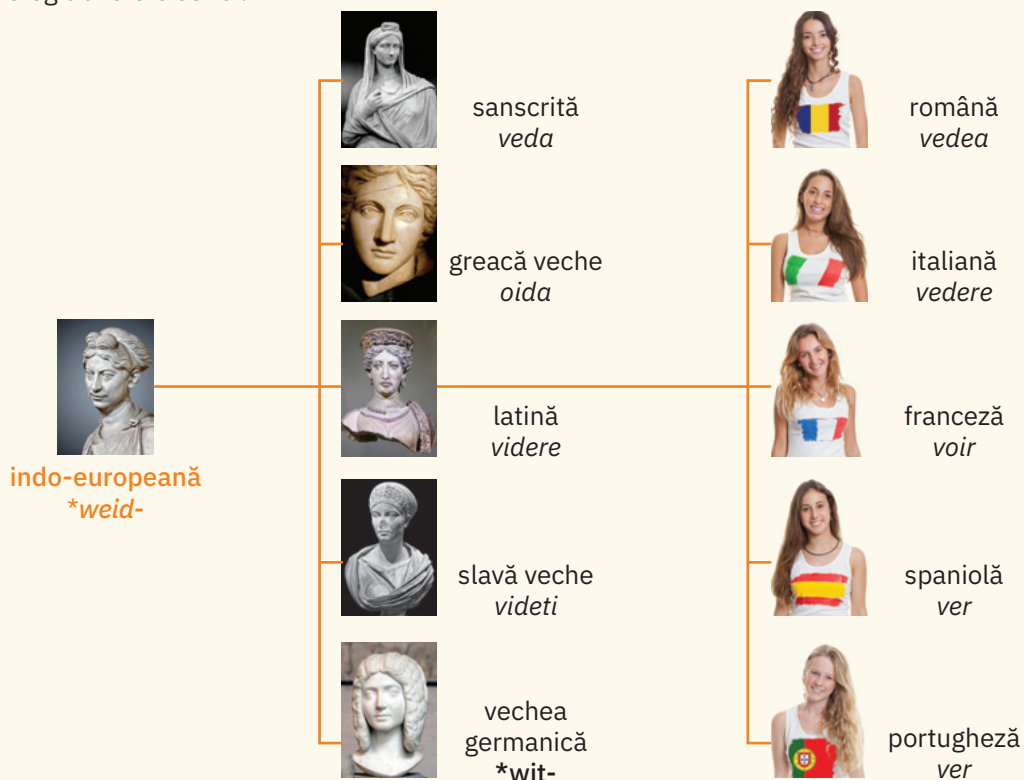 sanscrită
veda
română
vedea
greacă veche
oida
italiană
vedere
indo-europeană
*weid-
latină
videre
franceză
voir
slavă veche
videti
spaniolă
ver
vechea
germanică
*wit-
portugheză
ver